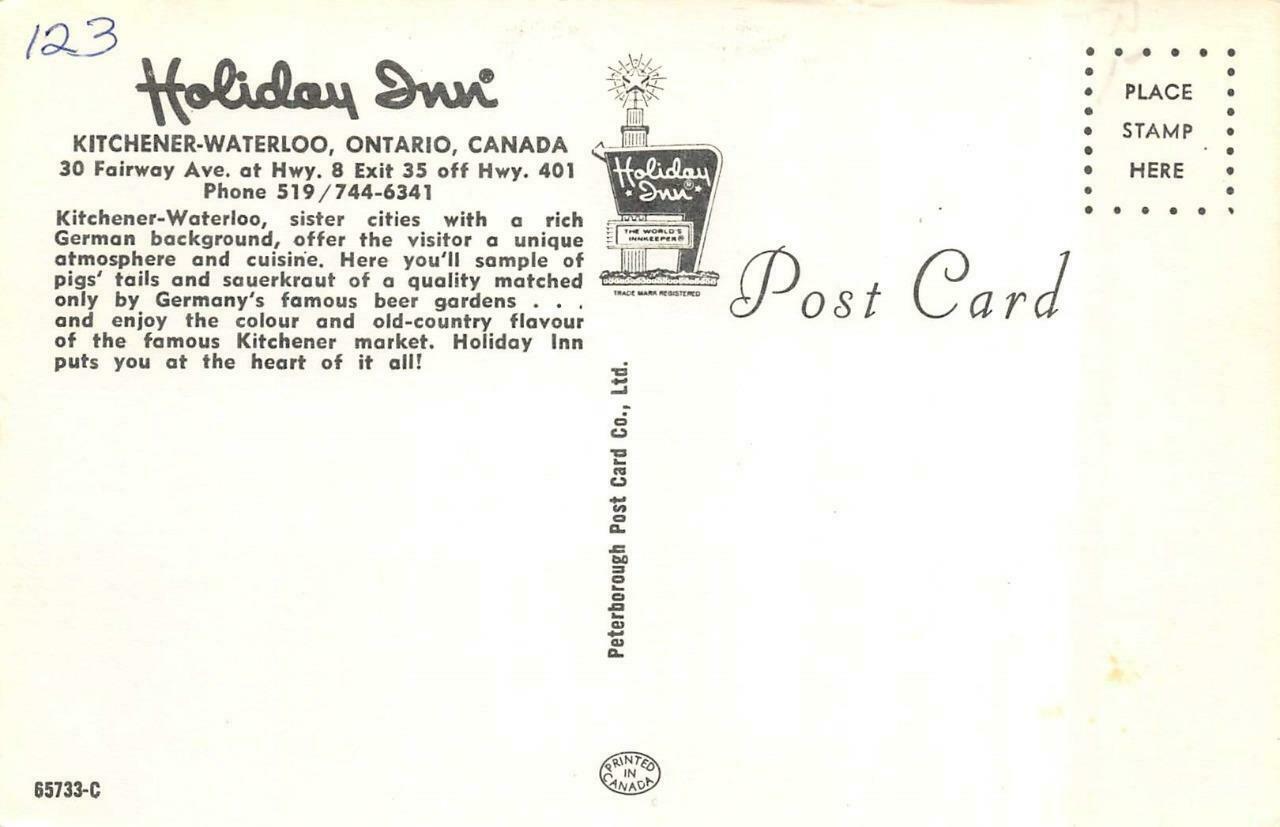 123
Holiday Inn®
KITCHENER-WATERLOO, ONTARIO, CANADA
30 Fairway Ave. at Hwy. 8 Exit 35 off Hwy. 401
Phone 519/744-6341
Kitchener-Waterloo, sister cities with a rich
German background, offer the visitor a unique
atmosphere and cuisine. Here you'll sample of
pigs' tails and sauerkraut of a quality matched
only by Germany's famous beer gardens . . .
and enjoy the colour and old-country flavour
of the famous Kitchener market. Holiday Inn
puts you at the heart of it all!
Holiday
Inn®
THE WORLD'S
INNKEEPER®
TRADE MARK REGISTERED
Post Card
PLACE
STAMP
HERE
Peterborough Post Card Co., Ltd.
65733-C
PRINTED
IN
CANADA